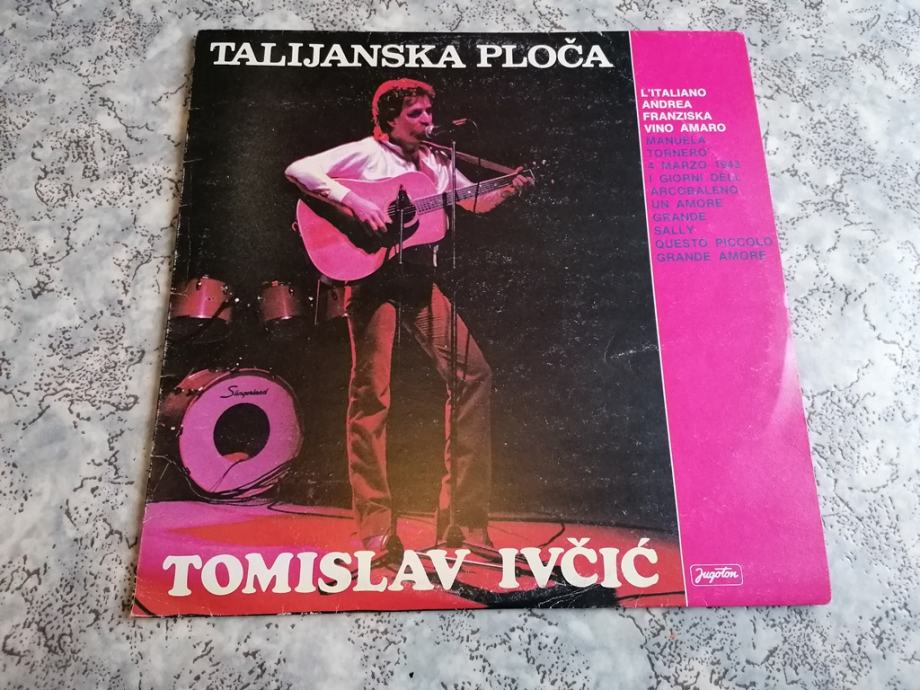 TALIJANSKA PLOČA
L'ITALIANO
ANDREA
FRANZISKA
VINO AMARO
MANUELA
TORNERO'
4 MARZO 1943
I GIORNI DELL'
ARCOBALENO
UN AMORE
GRANDE
SALLY
QUESTO PICCOLO
GRANDE AMORE
Slingerland
TOMISLAV IVČIĆ
Jugoton